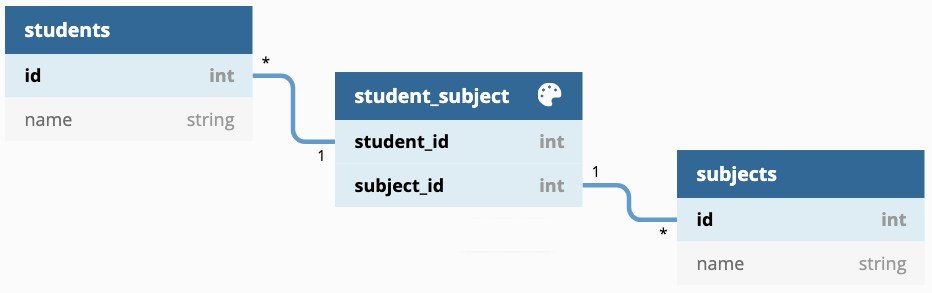 students
id int
name string
*
1
student_subject
student_id int
subject_id int
1
*
subjects
id int
name string